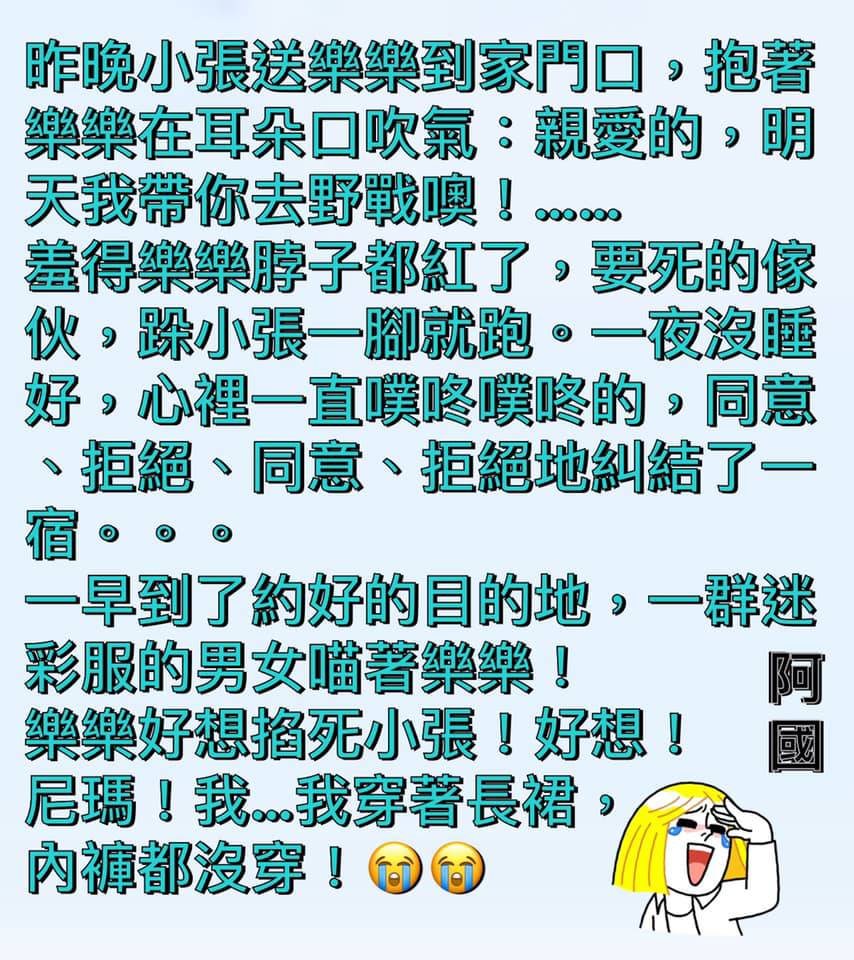 昨晚小張送樂樂到家門口，抱著
樂樂在耳朵口吹氣：親愛的，明
天我帶你去野戰噢！……
羞得樂樂脖子都紅了，要死的傢
伙，跺小張一腳就跑。一夜沒睡
好，心裡一直噗咚噗咚的，同意
、拒絕、同意、拒絕地糾結了一
宿。。。
一早到了約好的目的地，一群迷
彩服的男女喵著樂樂！
樂樂好想掐死小張！好想！
尼瑪！我…我穿著長裙，
內褲都沒穿！😭😭
阿
國